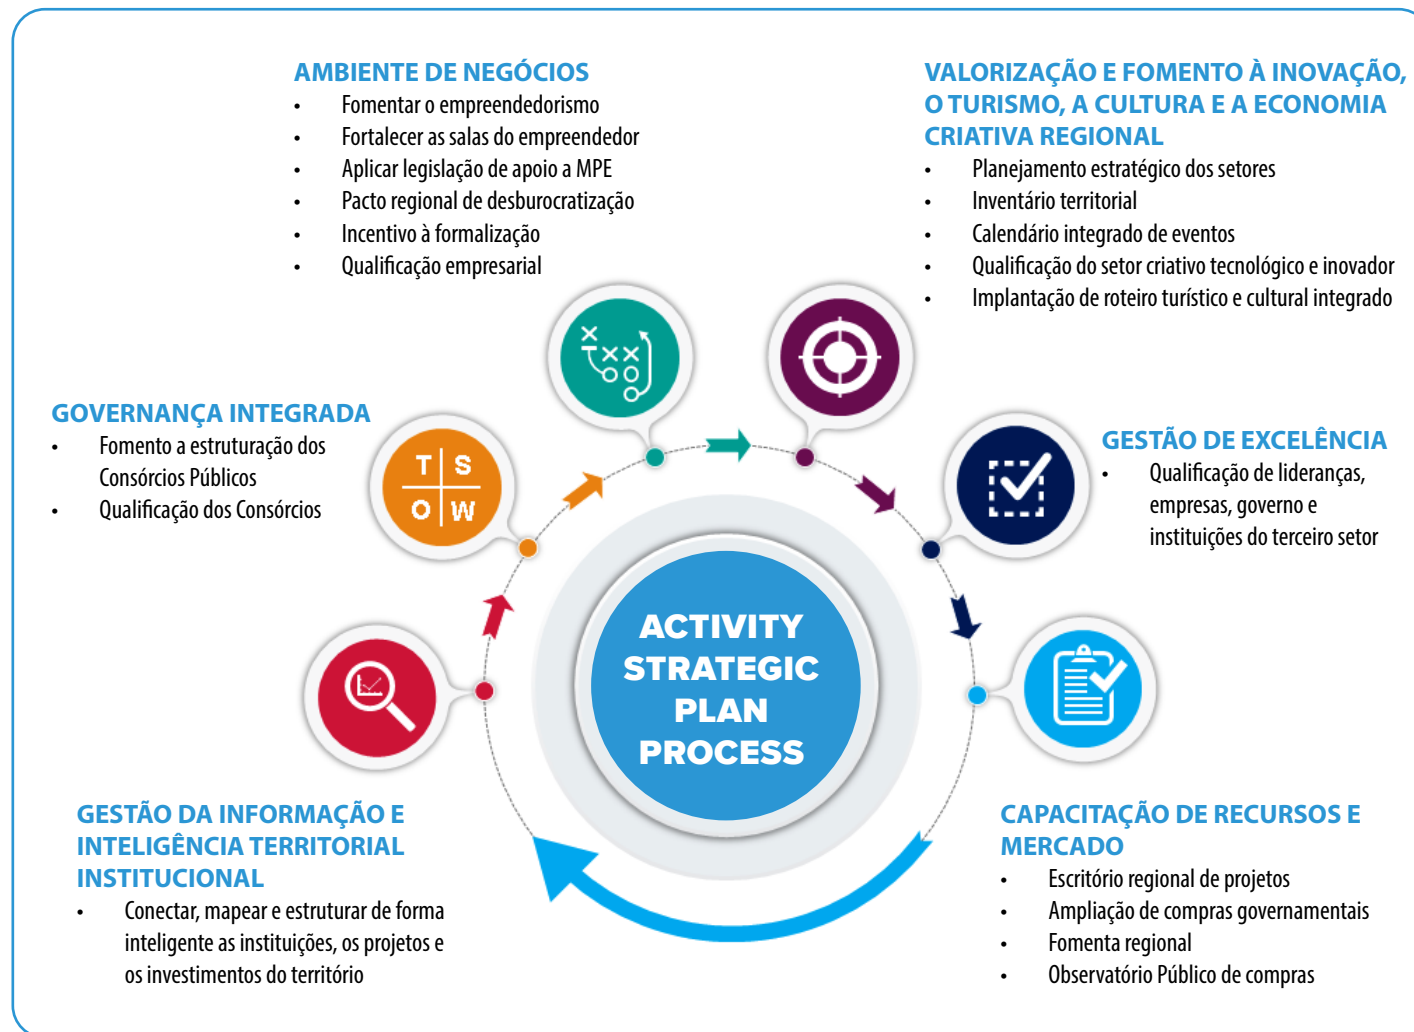 AMBIENTE DE NEGÓCIOS
• Fomentar o empreendedorismo
• Fortalecer as salas do empreendedor
• Aplicar legislação de apoio a MPE
• Pacto regional de desburocratização
• Incentivo à formalização
• Qualificação empresarial
VALORIZAÇÃO E FOMENTO À INOVAÇÃO,
O TURISMO, A CULTURA E A ECONOMIA
CRIATIVA REGIONAL
• Planejamento estratégico dos setores
• Inventário territorial
• Calendário integrado de eventos
• Qualificação do setor criativo tecnológico e inovador
• Implantação de roteiro turístico e cultural integrado
GOVERNANÇA INTEGRADA
• Fomento a estruturação dos
Consórcios Públicos
• Qualificação dos Consórcios
T S
O W
GESTÃO DE EXCELÊNCIA
• Qualificação de lideranças,
empresas, governo e
instituições do terceiro setor
ACTIVITY
STRATEGIC
PLAN
PROCESS
GESTÃO DA INFORMAÇÃO E
INTELIGÊNCIA TERRITORIAL
INSTITUCIONAL
• Conectar, mapear e estruturar de forma
inteligente as instituições, os projetos e
os investimentos do território
CAPACITAÇÃO DE RECURSOS E
MERCADO
• Escritório regional de projetos
• Ampliação de compras governamentais
• Fomenta regional
• Observatório Público de compras